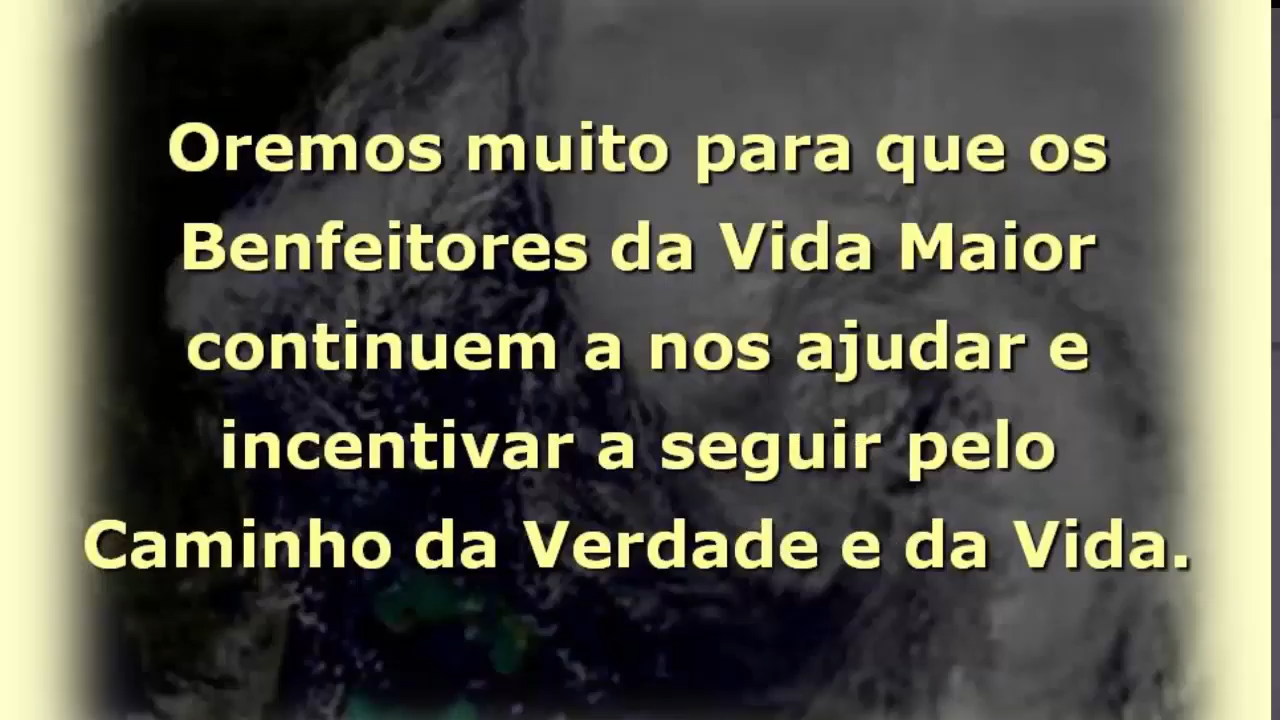 Oremos muito para que os
Benfeitores da Vida Maior
continuem a nos ajudar e
incentivar a seguir pelo
Caminho da Verdade e da Vida.